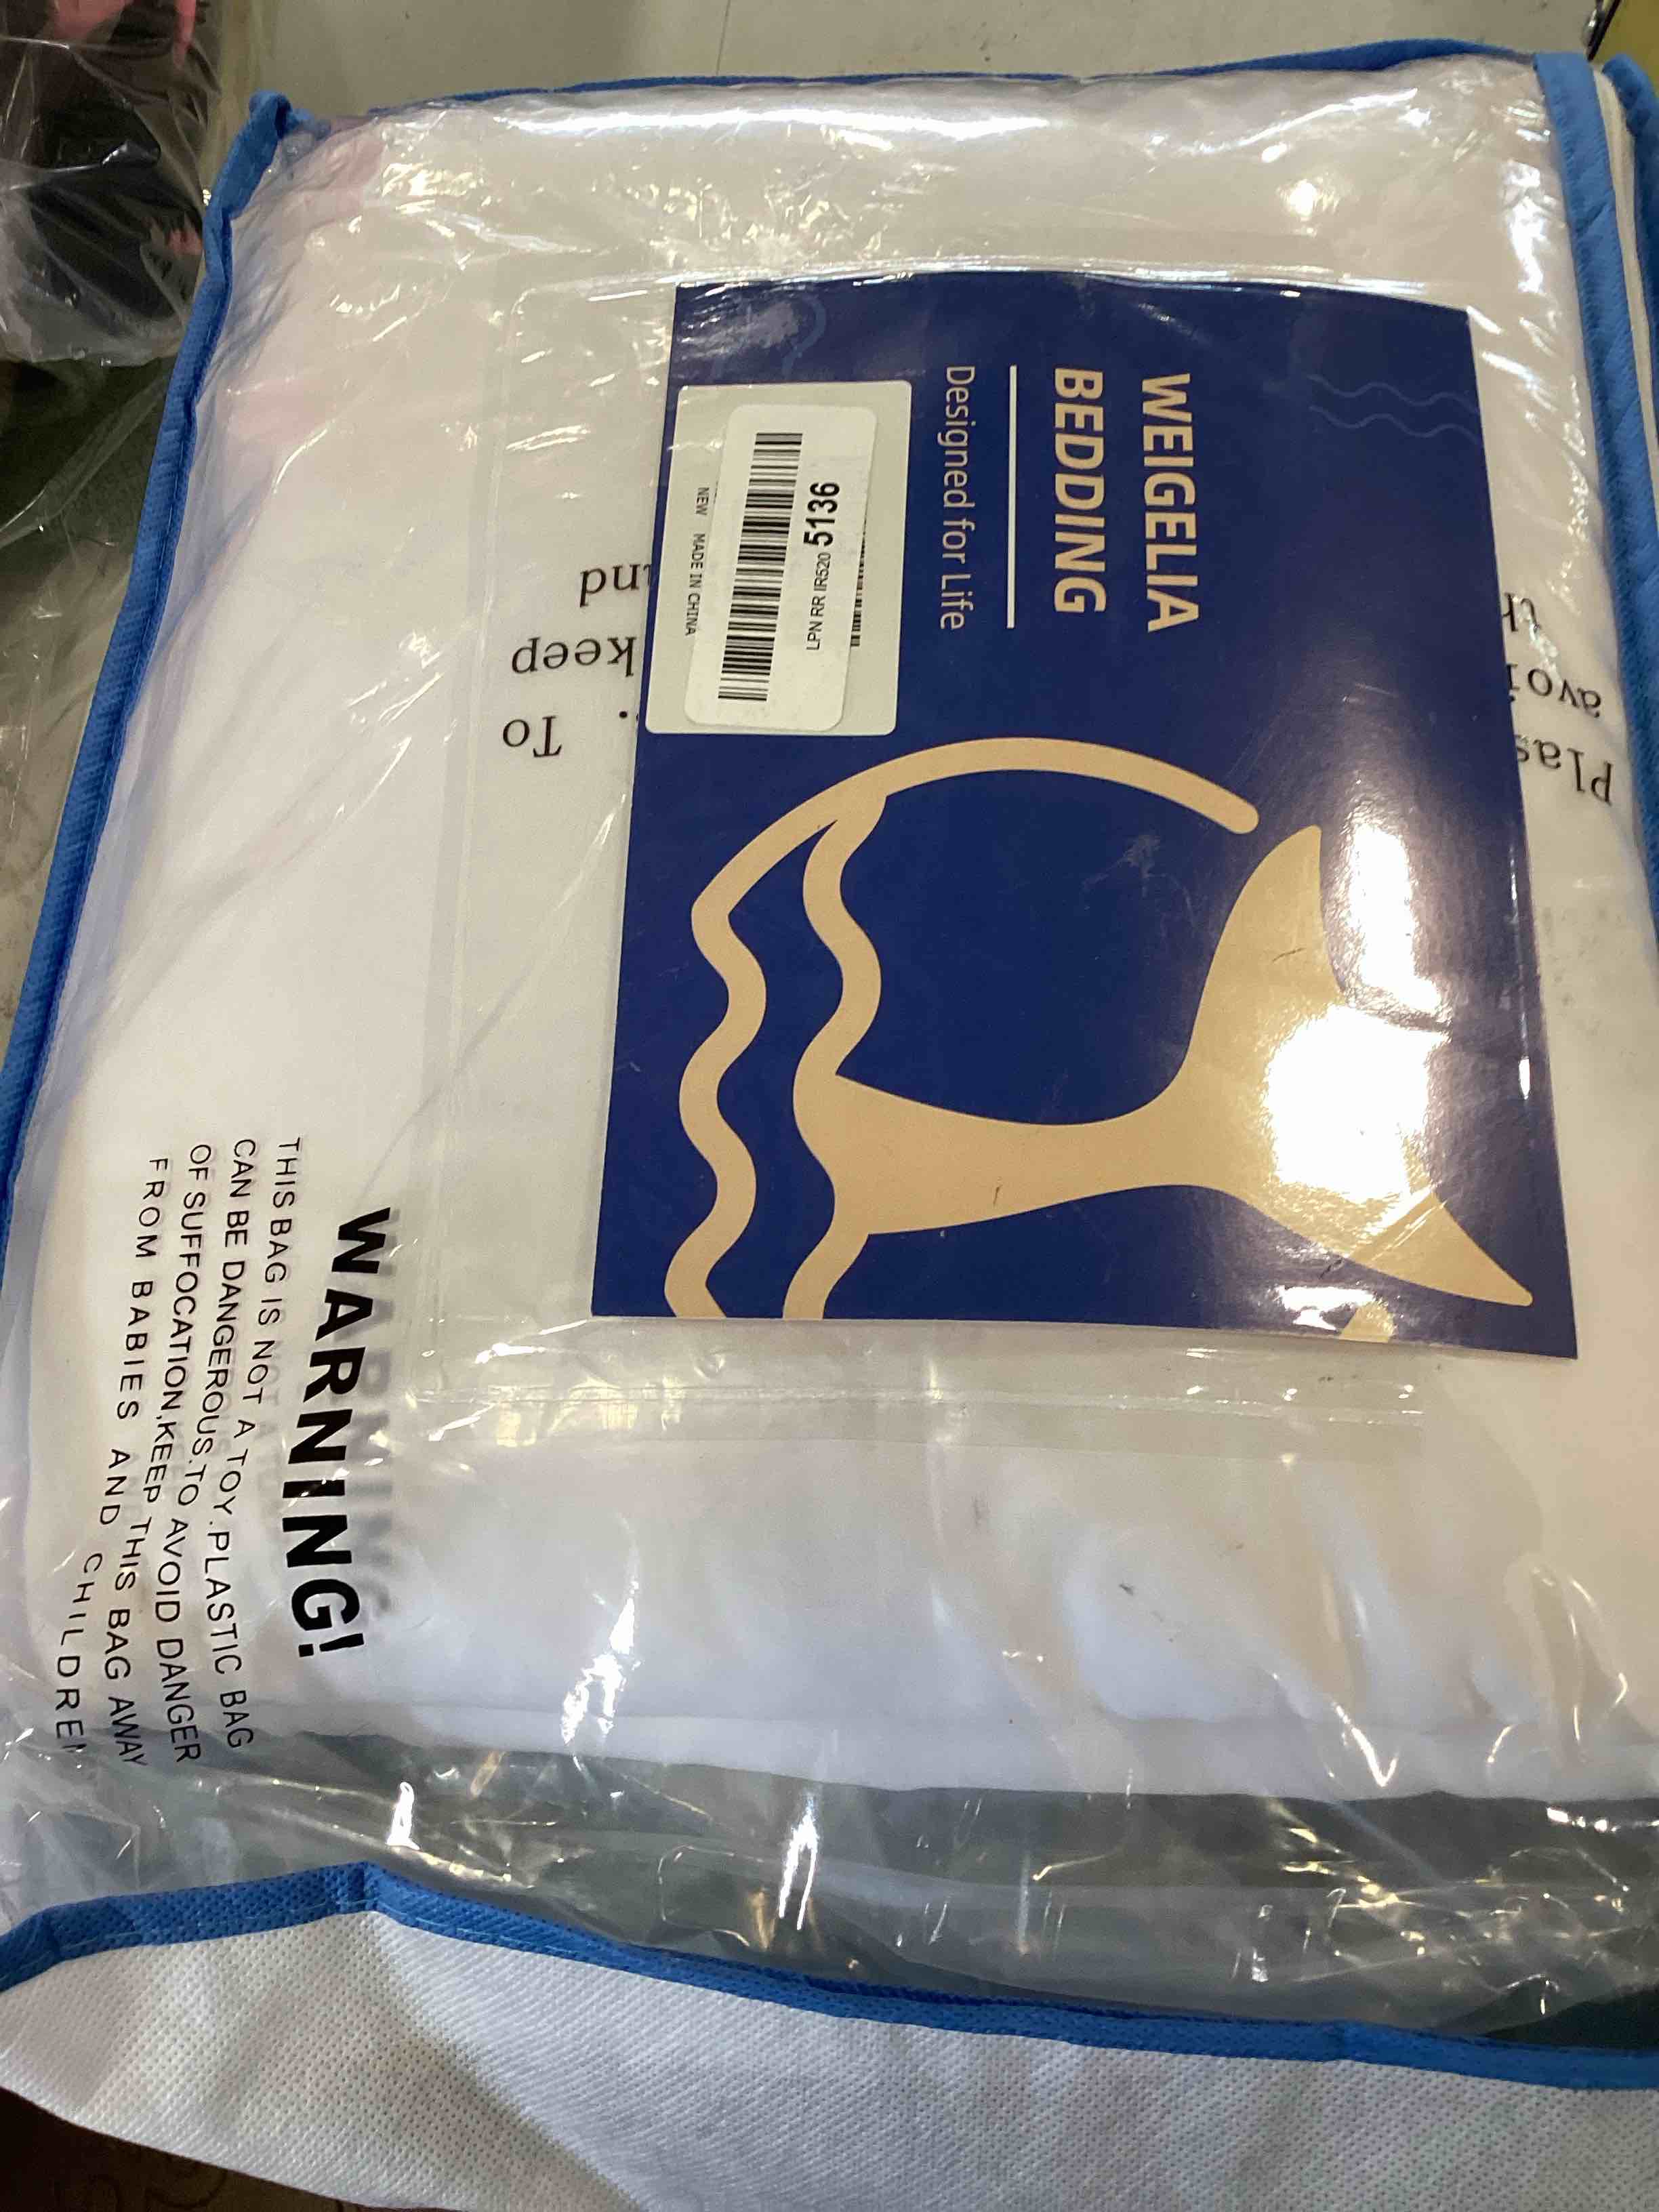 WEIGELIA
BEDDING
Designed for Life
LPN RR IR520 5136
NEW MADE IN CHINA
To
keep
avoi
WARNING!
THIS BAG IS NOT A TOY.PLASTIC BAG
CAN BE DANGEROUS.TO AVOID DANGER
OF SUFFOCATION,KEEP THIS BAG AWAY
FROM BABIES AND CHILDREN